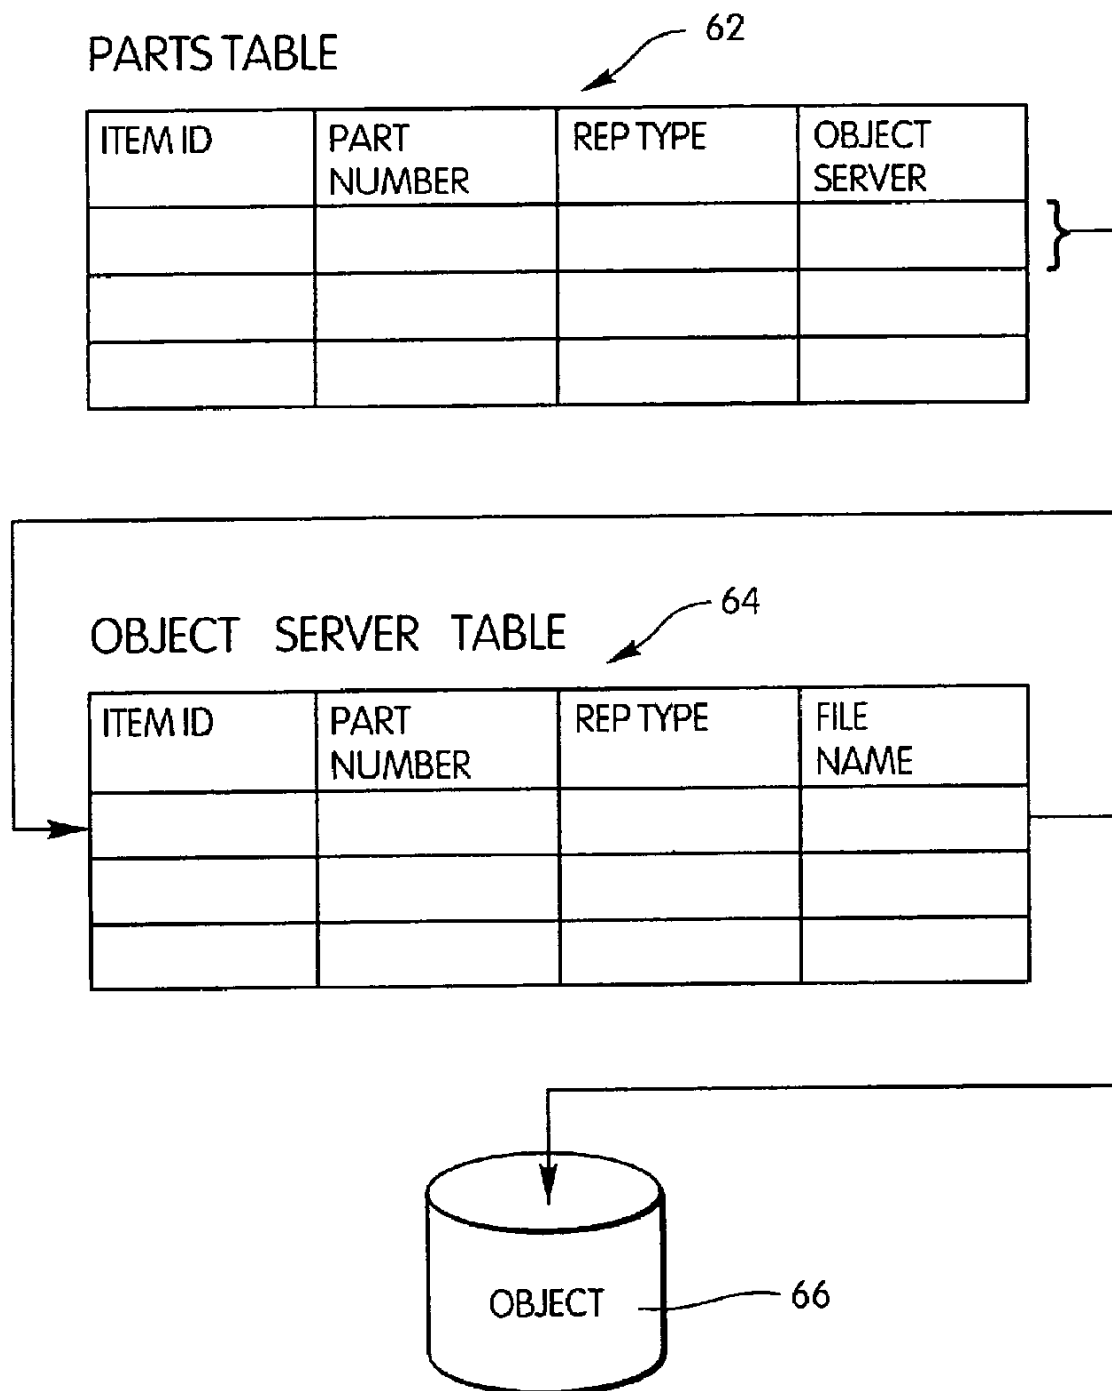 62
PARTS TABLE
ITEM ID PART NUMBER REP TYPE OBJECT SERVER
64
OBJECT SERVER TABLE
ITEM ID PART NUMBER REP TYPE FILE NAME
OBJECT 66